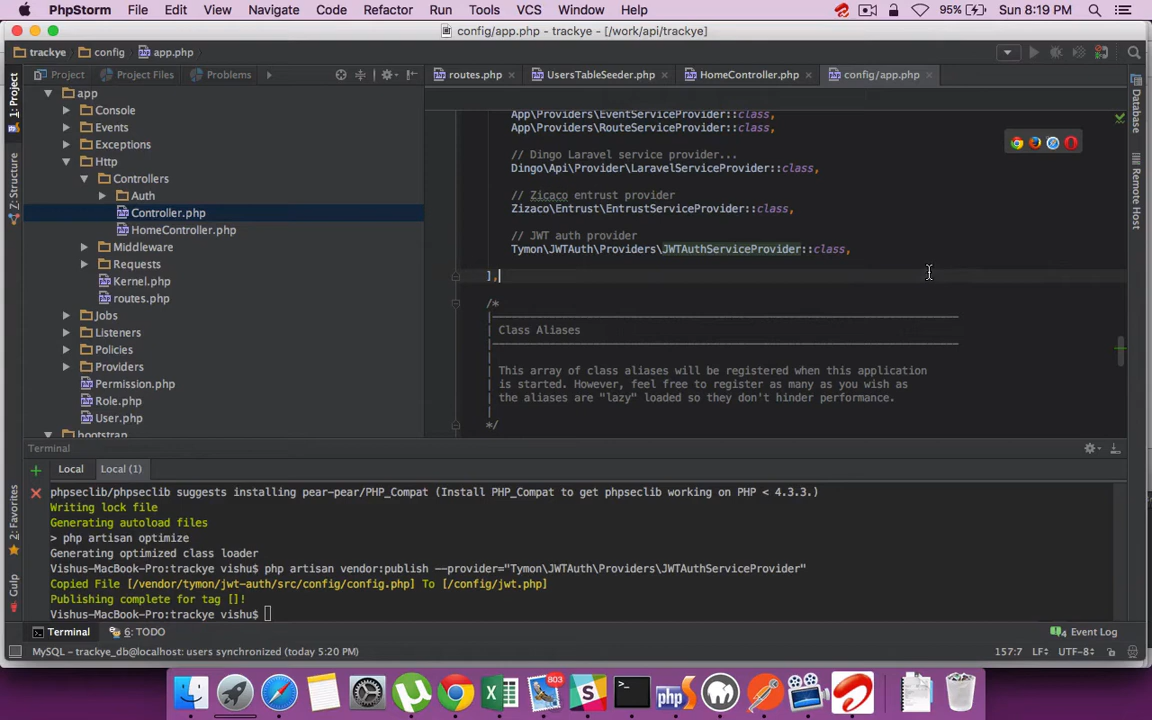 PhpStorm File Edit View Navigate Code Refactor Run Tools VCS Window Help 95% Sun 8:19 PM
config/app.php - trackye - [/work/api/trackye]
trackye config app.php
1: Project Project Project Files Problems routes.php UsersTableSeeder.php HomeController.php config/app.php
app
Console
Events
Exceptions
Http
Controllers
Auth
Controller.php
HomeController.php
Middleware
Requests
Kernel.php
routes.php
Jobs
Listeners
Policies
Providers
Permission.php
Role.php
User.php
bootstrap
Z: Structure
2: Favorites
Gulp
App\Providers\EventServiceProvider::class,
App\Providers\RouteServiceProvider::class,
// Dingo Laravel service provider...
Dingo\Api\Provider\LaravelServiceProvider::class,
// Zicaco entrust provider
Zizaco\Entrust\EntrustServiceProvider::class,
// JWT auth provider
Tymon\JWTAuth\Providers\JWTAuthServiceProvider::class,
],
/*
|
| Class Aliases
|
|
| This array of class aliases will be registered when this application
| is started. However, feel free to register as many as you wish as
| the aliases are "lazy" loaded so they don't hinder performance.
|
*/
Database
Remote Host
Terminal
Local Local (1)
phpseclib/phpseclib suggests installing pear-pear/PHP_Compat (Install PHP_Compat to get phpseclib working on PHP < 4.3.3.)
Writing lock file
Generating autoload files
> php artisan optimize
Generating optimized class loader
Vishus-MacBook-Pro:trackye vishu$ php artisan vendor:publish --provider="Tymon\JWTAuth\Providers\JWTAuthServiceProvider"
Copied File [/vendor/tymon/jwt-auth/src/config/config.php] To [/config/jwt.php]
Publishing complete for tag []!
Vishus-MacBook-Pro:trackye vishu$
Terminal 6: TODO Event Log
MySQL - trackye_db@localhost: users synchronized (today 5:20 PM) 157:7 LF÷ UTF-8÷
803
php